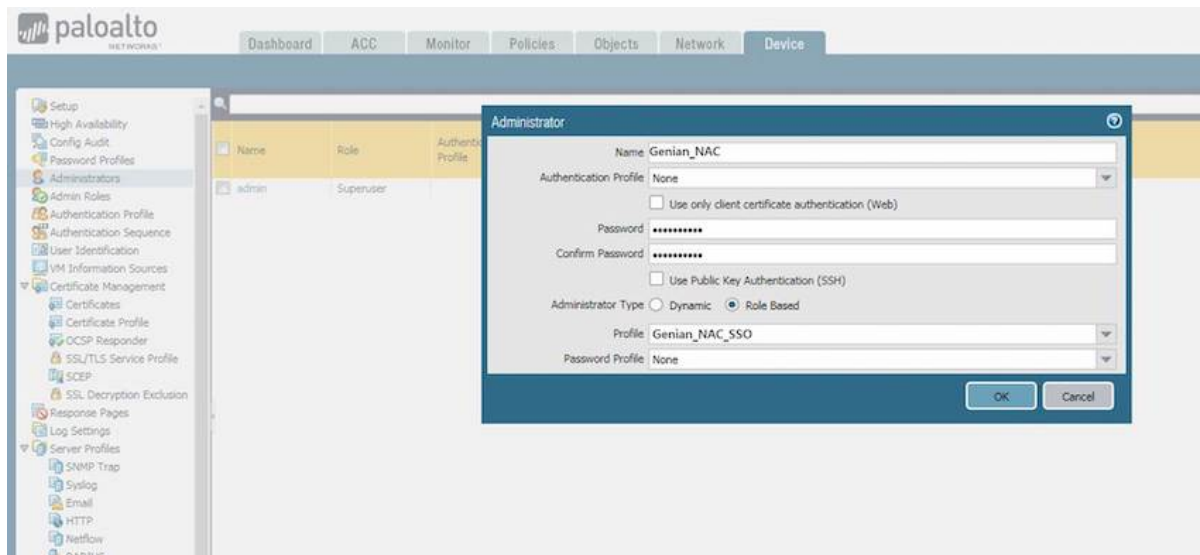 paloalto
NETWORKS
Dashboard ACC Monitor Policies Objects Network Device
Setup
High Availability
Config Audit
Password Profiles
Administrators
Admin Roles
Authentication Profile
Authentication Sequence
User Identification
VM Information Sources
Certificate Management
Certificates
Certificate Profile
OCSP Responder
SSL/TLS Service Profile
SCEP
SSL Decryption Exclusion
Response Pages
Log Settings
Server Profiles
SNMP Trap
Syslog
Email
HTTP
Netflow
Name Role
Profile
admin Superuser
Administrator
Name Genian_NAC
Authentication Profile None
Use only client certificate authentication (Web)
Password ••••••••••
Confirm Password ••••••••••
Use Public Key Authentication (SSH)
Administrator Type Dynamic Role Based
Profile Genian_NAC_SSO
Password Profile None
OK Cancel